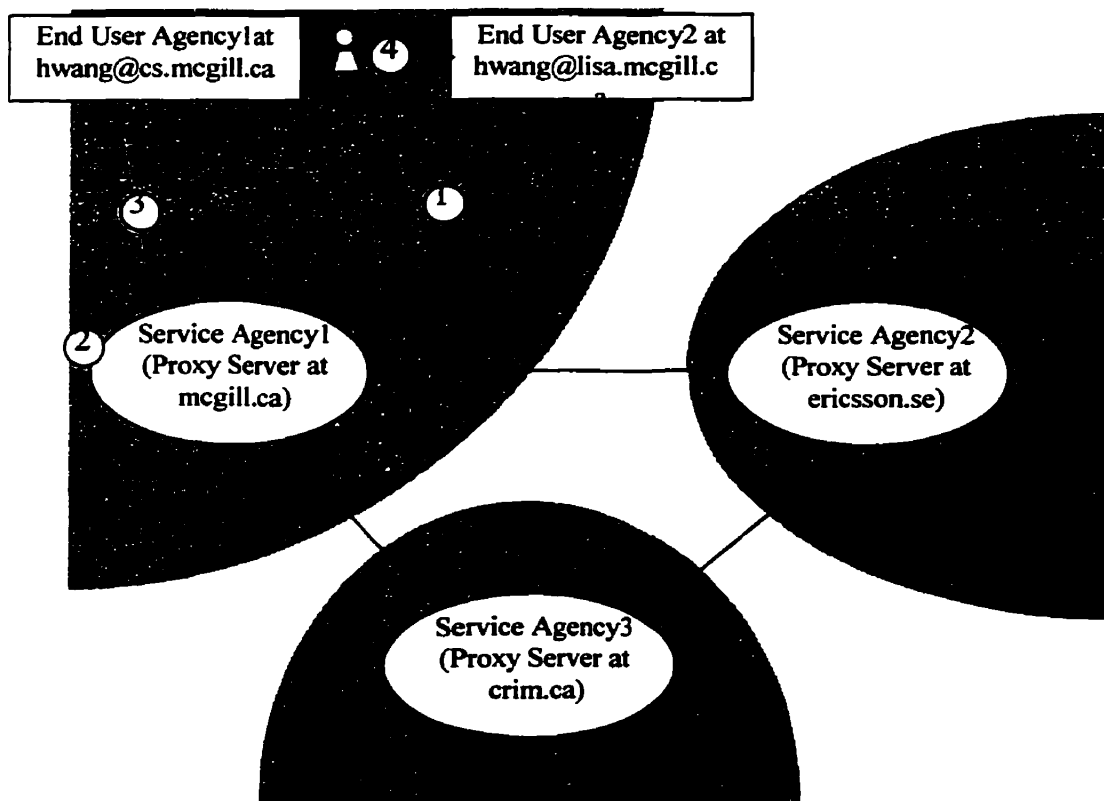 End User Agency1at
hwang@cs.mcgill.ca
4
End User Agency2 at
hwang@lisa.mcgill.c
a
3
1
2
Service Agency1
(Proxy Server at
mcgill.ca)
Service Agency2
(Proxy Server at
ericsson.se)
Service Agency3
(Proxy Server at
crim.ca)